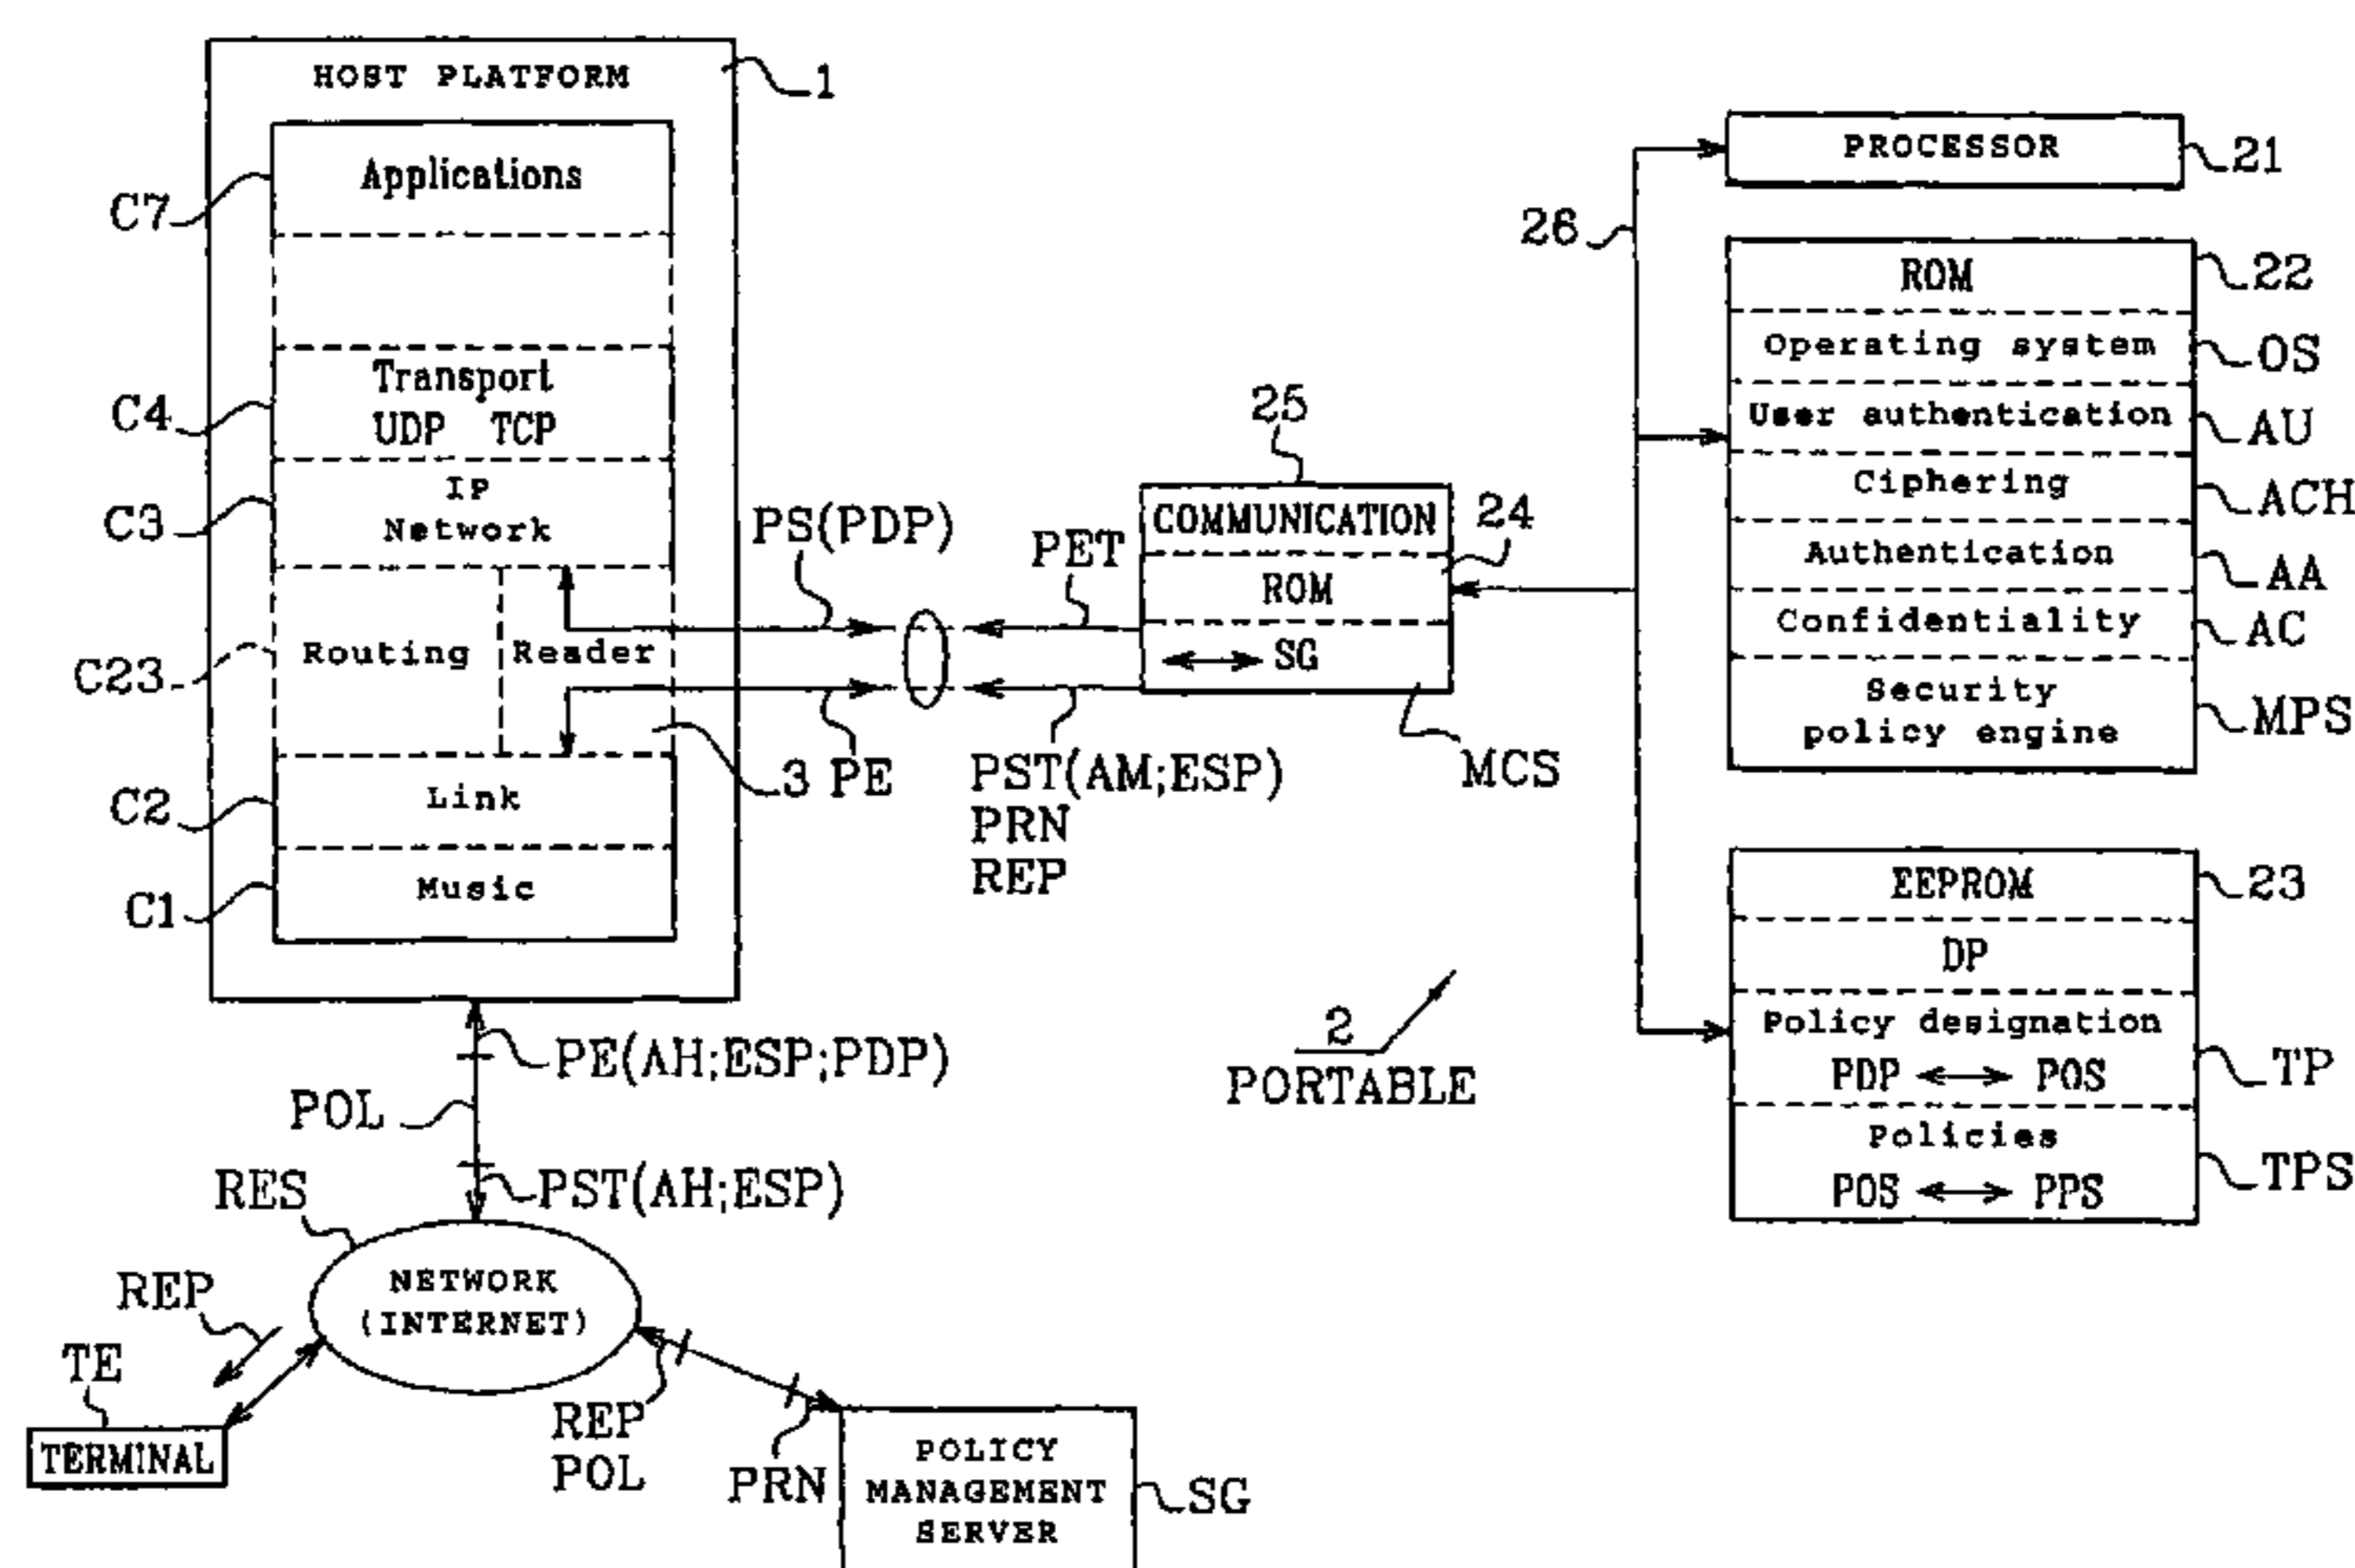 HOST PLATFORM
1
Applications
C7
Transport
UDP TCP
C4
IP
Network
C3
Routing
Reader
C23
3
Link
C2
Music
C1
PS(PDP)
PE
PET
PST(AM;ESP)
PRN
REP
25
COMMUNICATION
24
ROM
SG
MCS
26
PROCESSOR
21
ROM
22
Operating system
OS
User authentication
AU
Ciphering
ACH
Authentication
AA
Confidentiality
AC
Security
policy engine
MPS
EEPROM
23
DP
Policy designation
PDP POS
TP
Policies
POS PPS
TPS
2
PORTABLE
PE(AH;ESP;PDP)
POL
PST(AH;ESP)
RES
NETWORK
(INTERNET)
REP
TE
TERMINAL
REP
POL
PRN
POLICY
MANAGEMENT
SERVER
SG